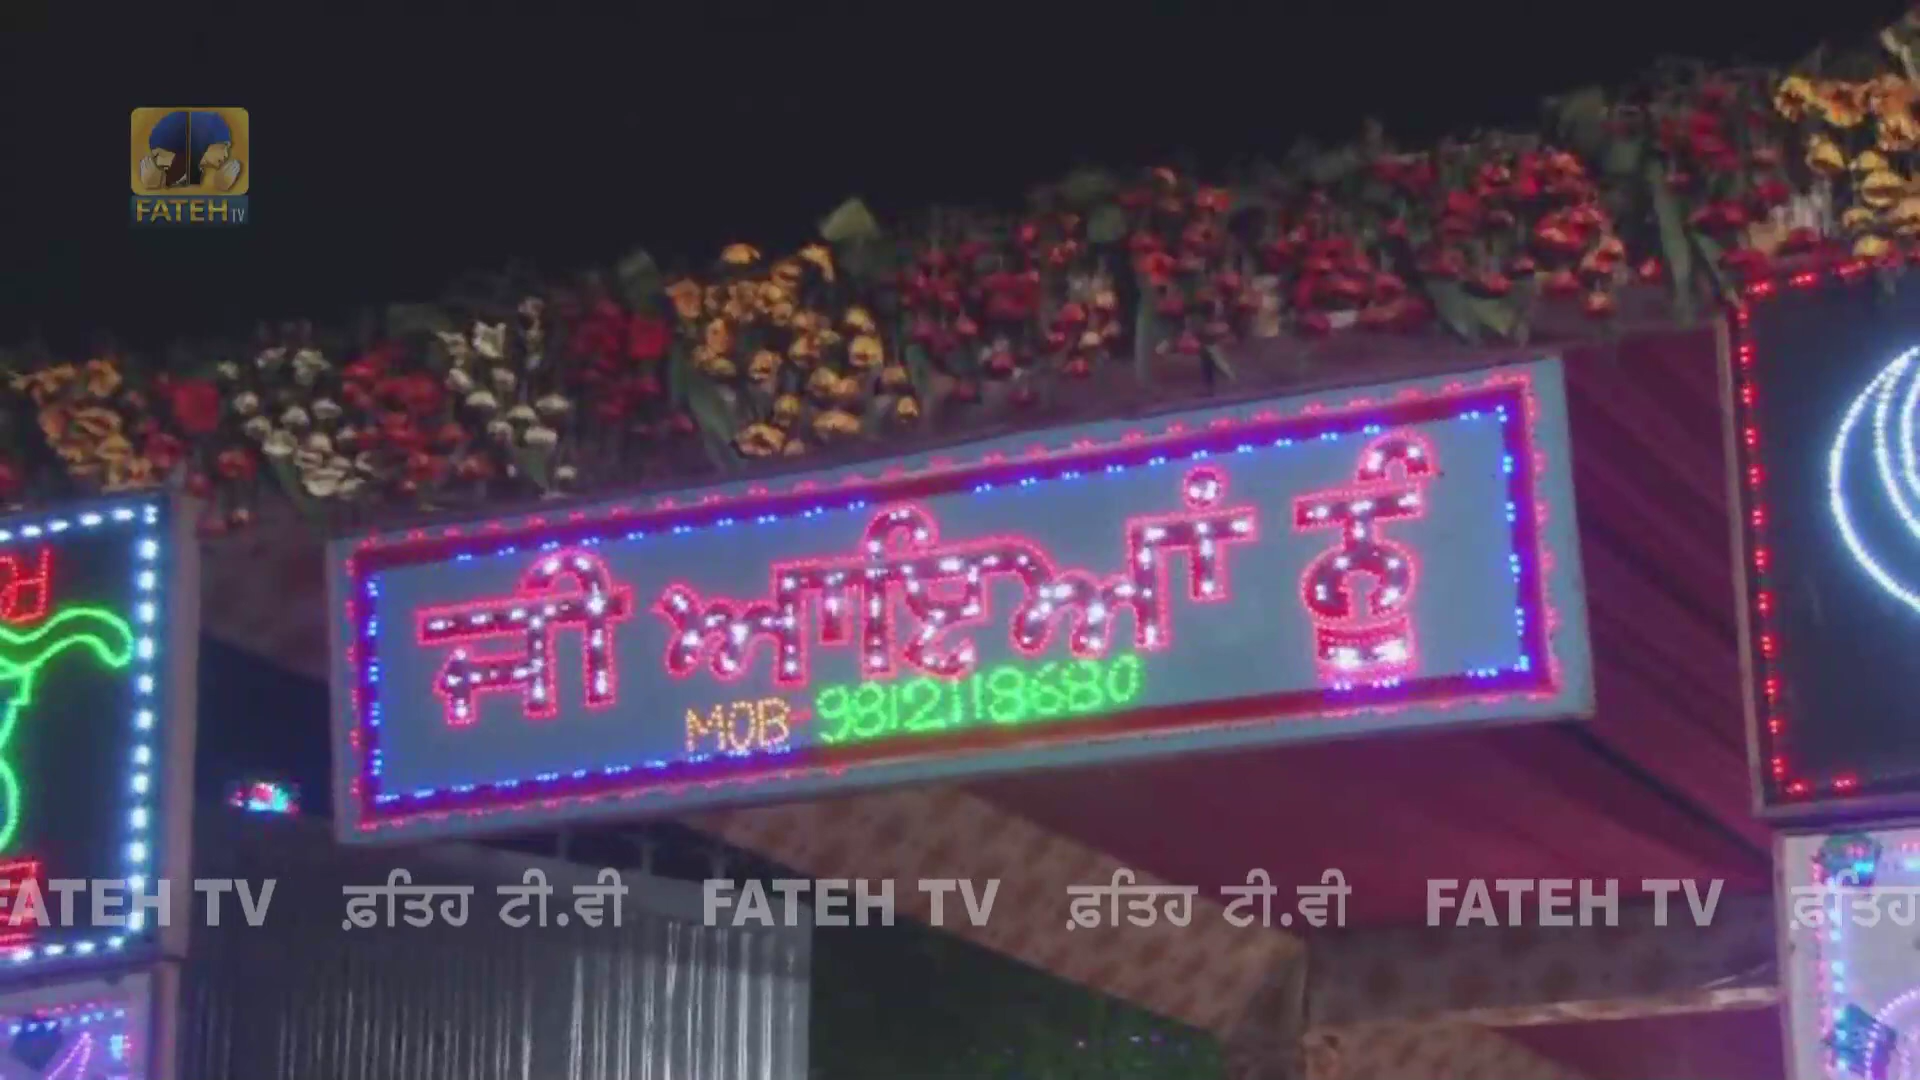 FATEH TV
ਜੀ ਆਇਆਂ ਨੂੰ
MOB-9812118680
FATEH TV ਫ਼ਤਿਹ ਟੀ.ਵੀ FATEH TV ਫ਼ਤਿਹ ਟੀ.ਵੀ FATEH TV ਫ਼ਤਿਹ